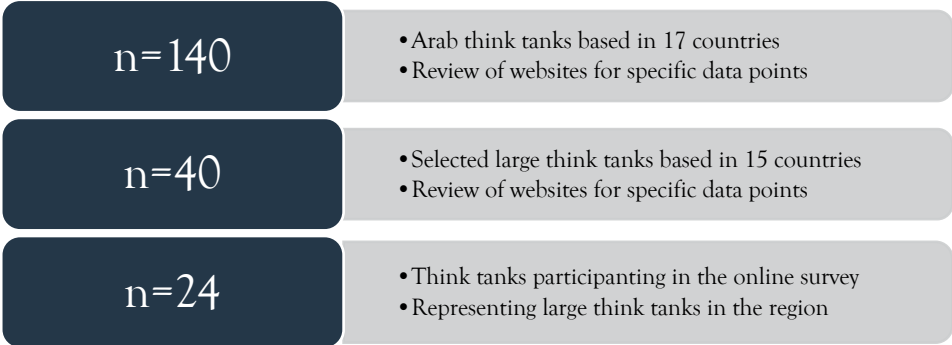 n=140
•Arab think tanks based in 17 countries
•Review of websites for specific data points
n=40
•Selected large think tanks based in 15 countries
•Review of websites for specific data points
n=24
•Think tanks participanting in the online survey
•Representing large think tanks in the region